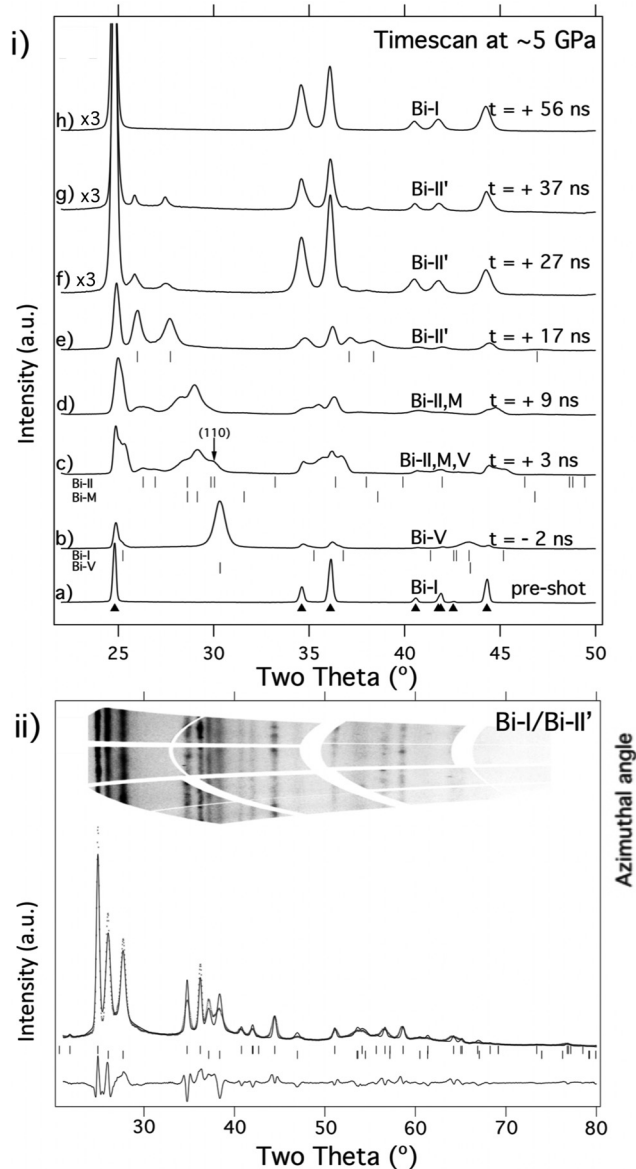 i)
Timescan at ~5 GPa
h) x3
Bi-I
t = + 56 ns
g) x3
Bi-II'
t = + 37 ns
f) x3
Bi-II'
t = + 27 ns
e)
Bi-II'
t = + 17 ns
d)
Bi-II,M
t = + 9 ns
(110)
c)
Bi-II,M,V
t = + 3 ns
Bi-II
Bi-M
b)
Bi-V
t = - 2 ns
Bi-I
Bi-V
a)
Bi-I
pre-shot
Intensity (a.u.)
25 30 35 40 45 50
Two Theta (º)
ii)
Bi-I/Bi-II’
Azimuthal angle
Intensity (a.u.)
30 40 50 60 70 80
Two Theta (º)